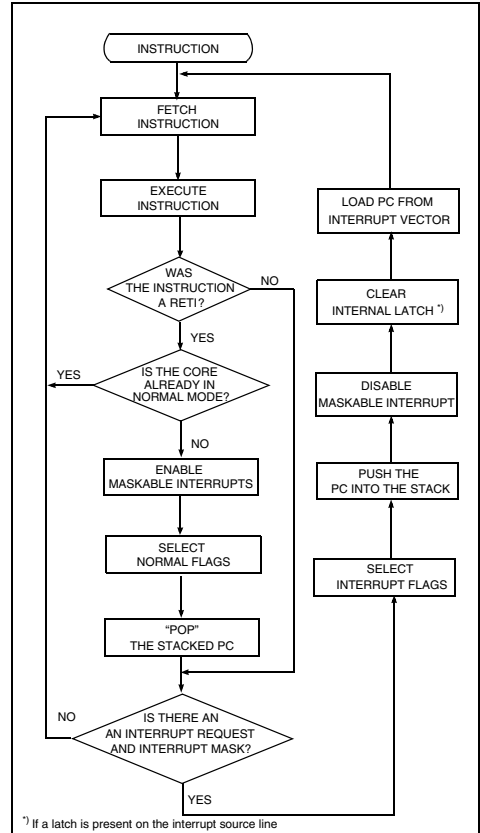 INSTRUCTION
FETCH
INSTRUCTION
EXECUTE
INSTRUCTION
WAS
THE INSTRUCTION
A RETI?
NO
YES
IS THE CORE
ALREADY IN
NORMAL MODE?
YES
NO
ENABLE
MASKABLE INTERRUPTS
SELECT
NORMAL FLAGS
“POP”
THE STACKED PC
IS THERE AN
AN INTERRUPT REQUEST
AND INTERRUPT MASK?
NO
YES
LOAD PC FROM
INTERRUPT VECTOR
CLEAR
INTERNAL LATCH *)
DISABLE
MASKABLE INTERRUPT
PUSH THE
PC INTO THE STACK
SELECT
INTERRUPT FLAGS
*) If a latch is present on the interrupt source line